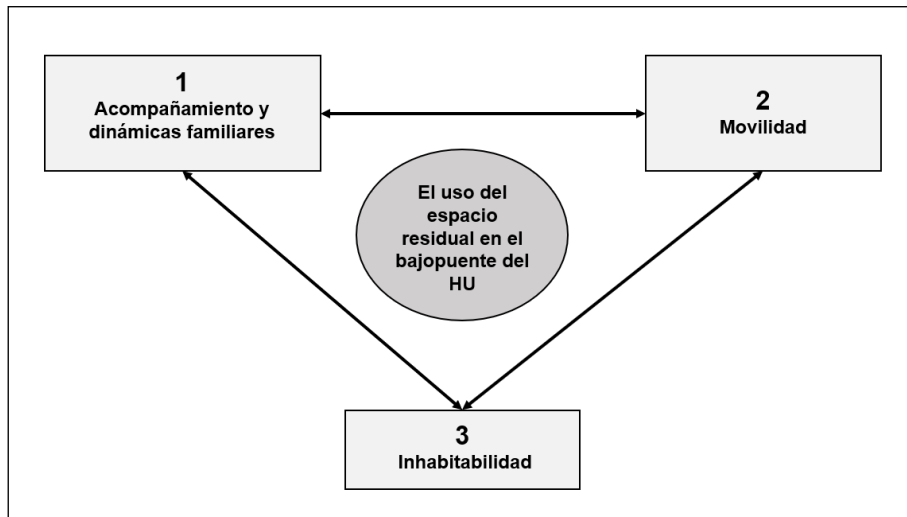 1
Acompañamiento y
dinámicas familiares
2
Movilidad
El uso del
espacio
residual en el
bajopuente del
HU
3
Inhabitabilidad